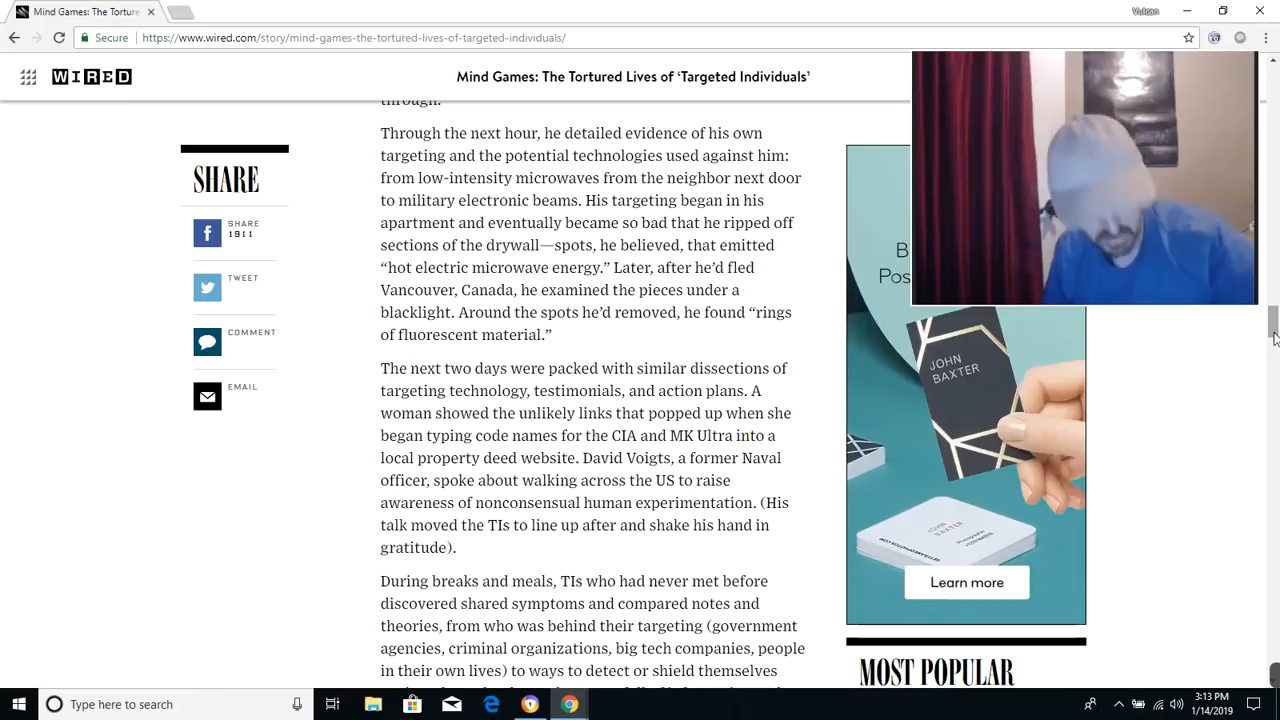 Mind Games: The Torture
Vulcan
Secure
https://www.wired.com/story/mind-games-the-tortured-lives-of-targeted-individuals/
WIRED
Mind Games: The Tortured Lives of ‘Targeted Individuals’
through.
Through the next hour, he detailed evidence of his own
targeting and the potential technologies used against him:
from low-intensity microwaves from the neighbor next door
to military electronic beams. His targeting began in his
apartment and eventually became so bad that he ripped off
sections of the drywall—spots, he believed, that emitted
“hot electric microwave energy.” Later, after he’d fled
Vancouver, Canada, he examined the pieces under a
blacklight. Around the spots he’d removed, he found “rings
of fluorescent material.”
The next two days were packed with similar dissections of
targeting technology, testimonials, and action plans. A
woman showed the unlikely links that popped up when she
began typing code names for the CIA and MK Ultra into a
local property deed website. David Voigts, a former Naval
officer, spoke about walking across the US to raise
awareness of nonconsensual human experimentation. (His
talk moved the TIs to line up after and shake his hand in
gratitude).
During breaks and meals, TIs who had never met before
discovered shared symptoms and compared notes and
theories, from who was behind their targeting (government
agencies, criminal organizations, big tech companies, people
in their own lives) to ways to detect or shield themselves
SHARE
SHARE
1911
TWEET
COMMENT
EMAIL
B
Pos
JOHN
BAXTER
JOHN
BAXTER
Learn more
MOST POPULAR
Type here to search
3:13 PM
1/14/2019